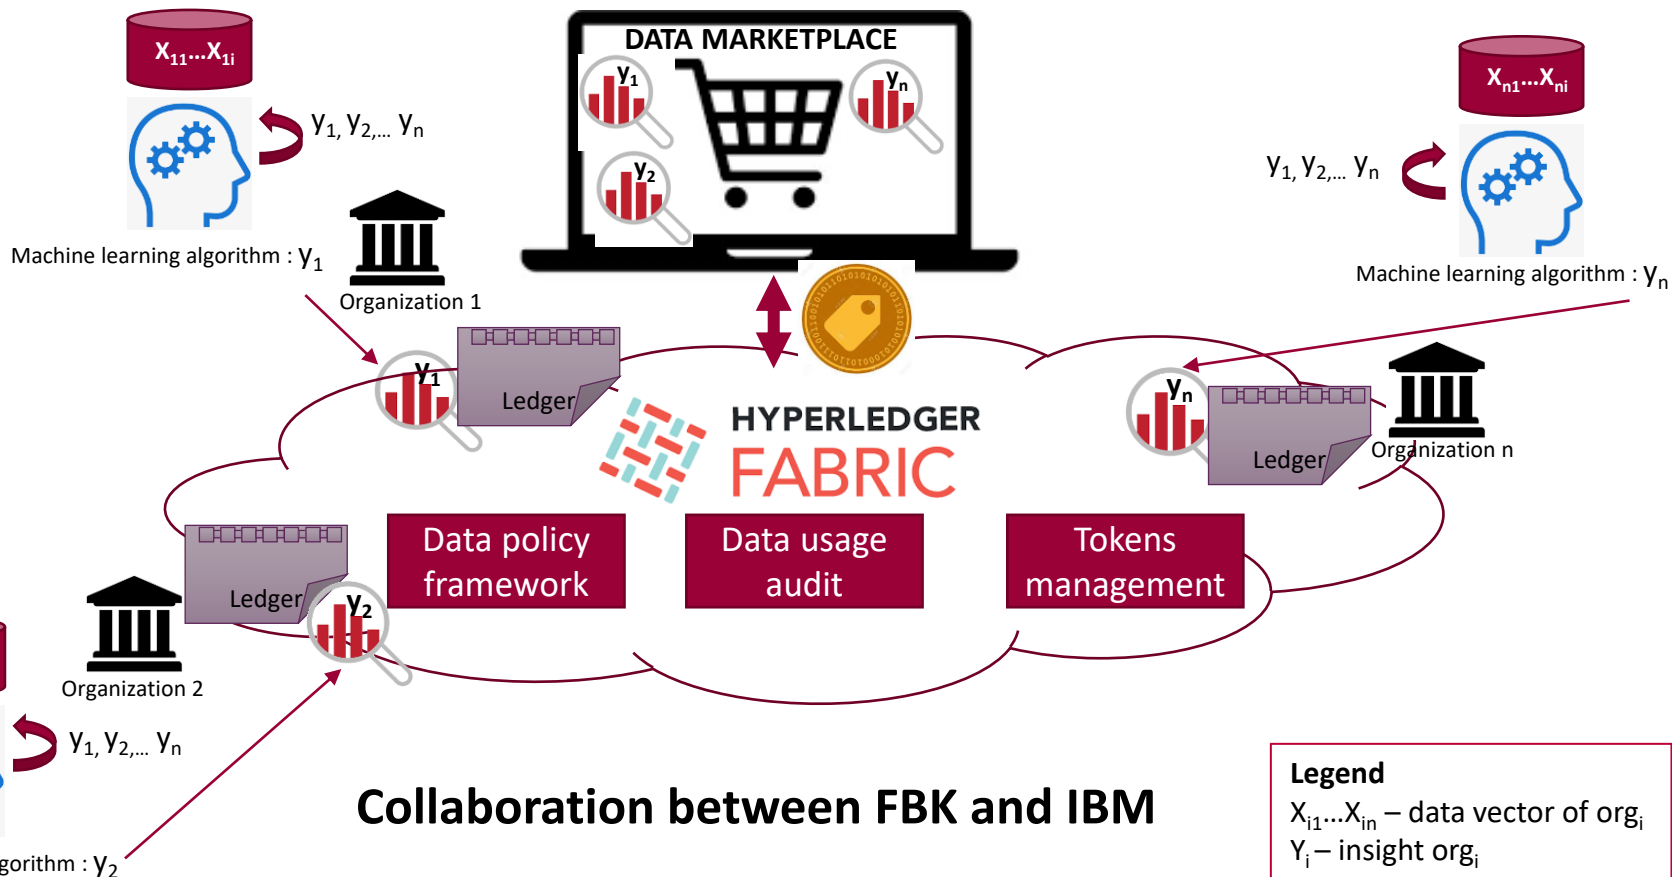 X11...X1i
DATA MARKETPLACE
y1
yn
y2
Xn1...Xni
y1, y2,... yn
y1, y2,... yn
Machine learning algorithm : y1
Organization 1
Machine learning algorithm : yn
y1
Ledger
HYPERLEDGER
FABRIC
yn
Ledger
Organization n
Data policy
framework
Data usage
audit
Tokens
management
Ledger
y2
Organization 2
y1, y2,... yn
Collaboration between FBK and IBM
Legend
Xi1...Xin – data vector of orgi
Yi – insight orgi
gorithm : y2